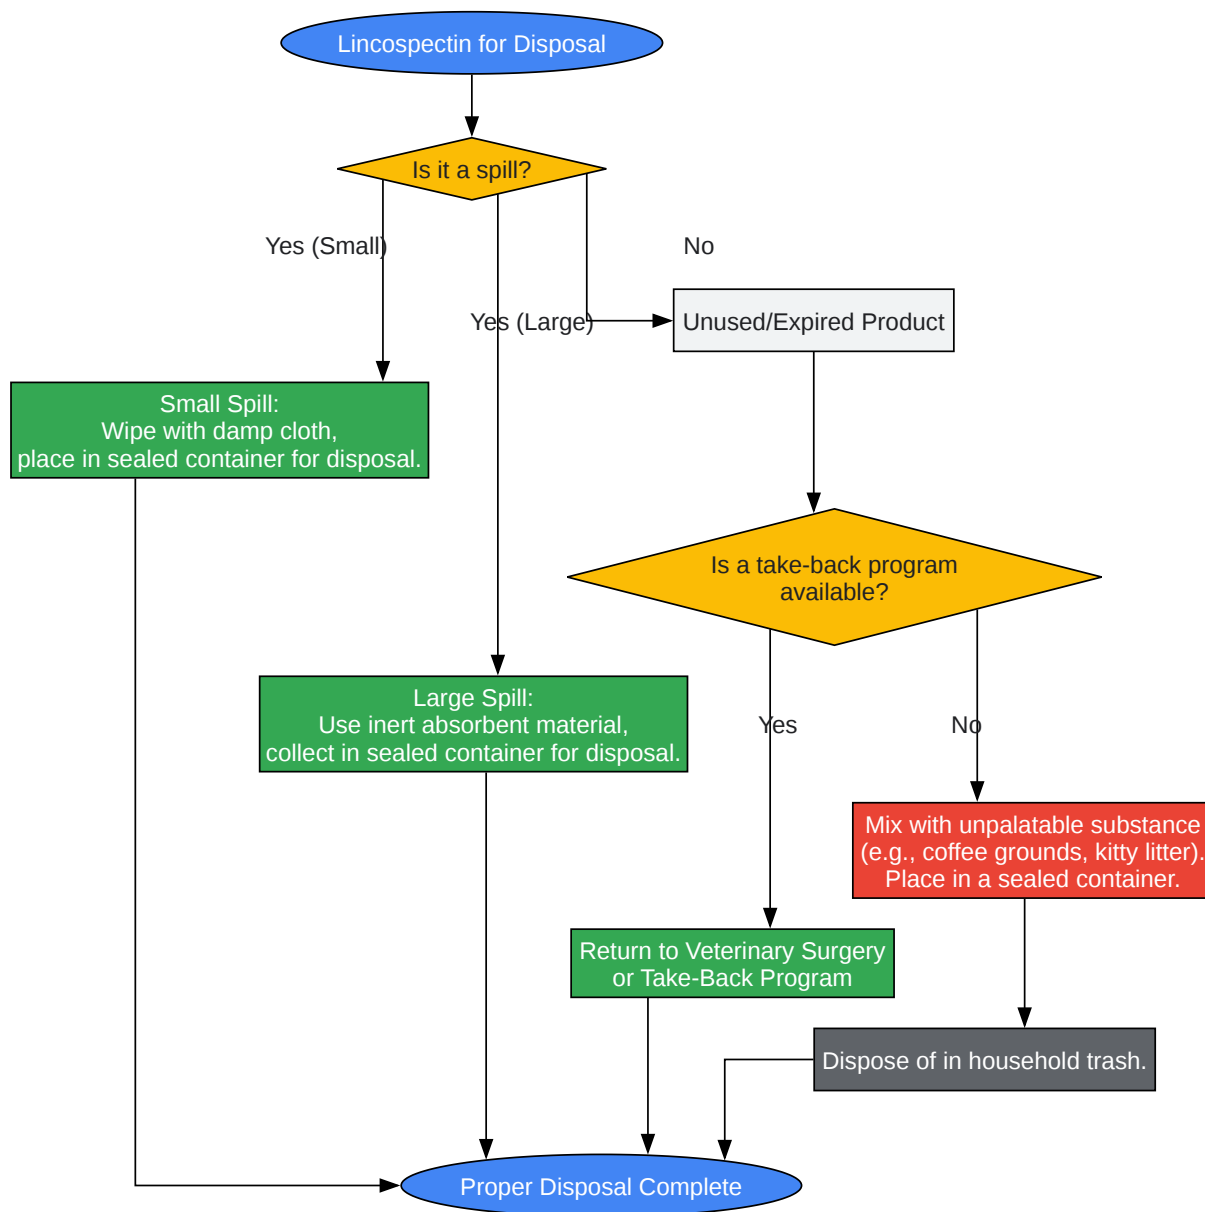 Lincospectin for Disposal
Is it a spill?
Yes (Small)
No
Yes (Large)
Unused/Expired Product
Small Spill:
Wipe with damp cloth,
place in sealed container for disposal.
Is a take-back program
available?
Large Spill:
Use inert absorbent material,
collect in sealed container for disposal.
Yes
No
Mix with unpalatable substance
(e.g., coffee grounds, kitty litter).
Place in a sealed container.
Return to Veterinary Surgery
or Take-Back Program
Dispose of in household trash.
Proper Disposal Complete